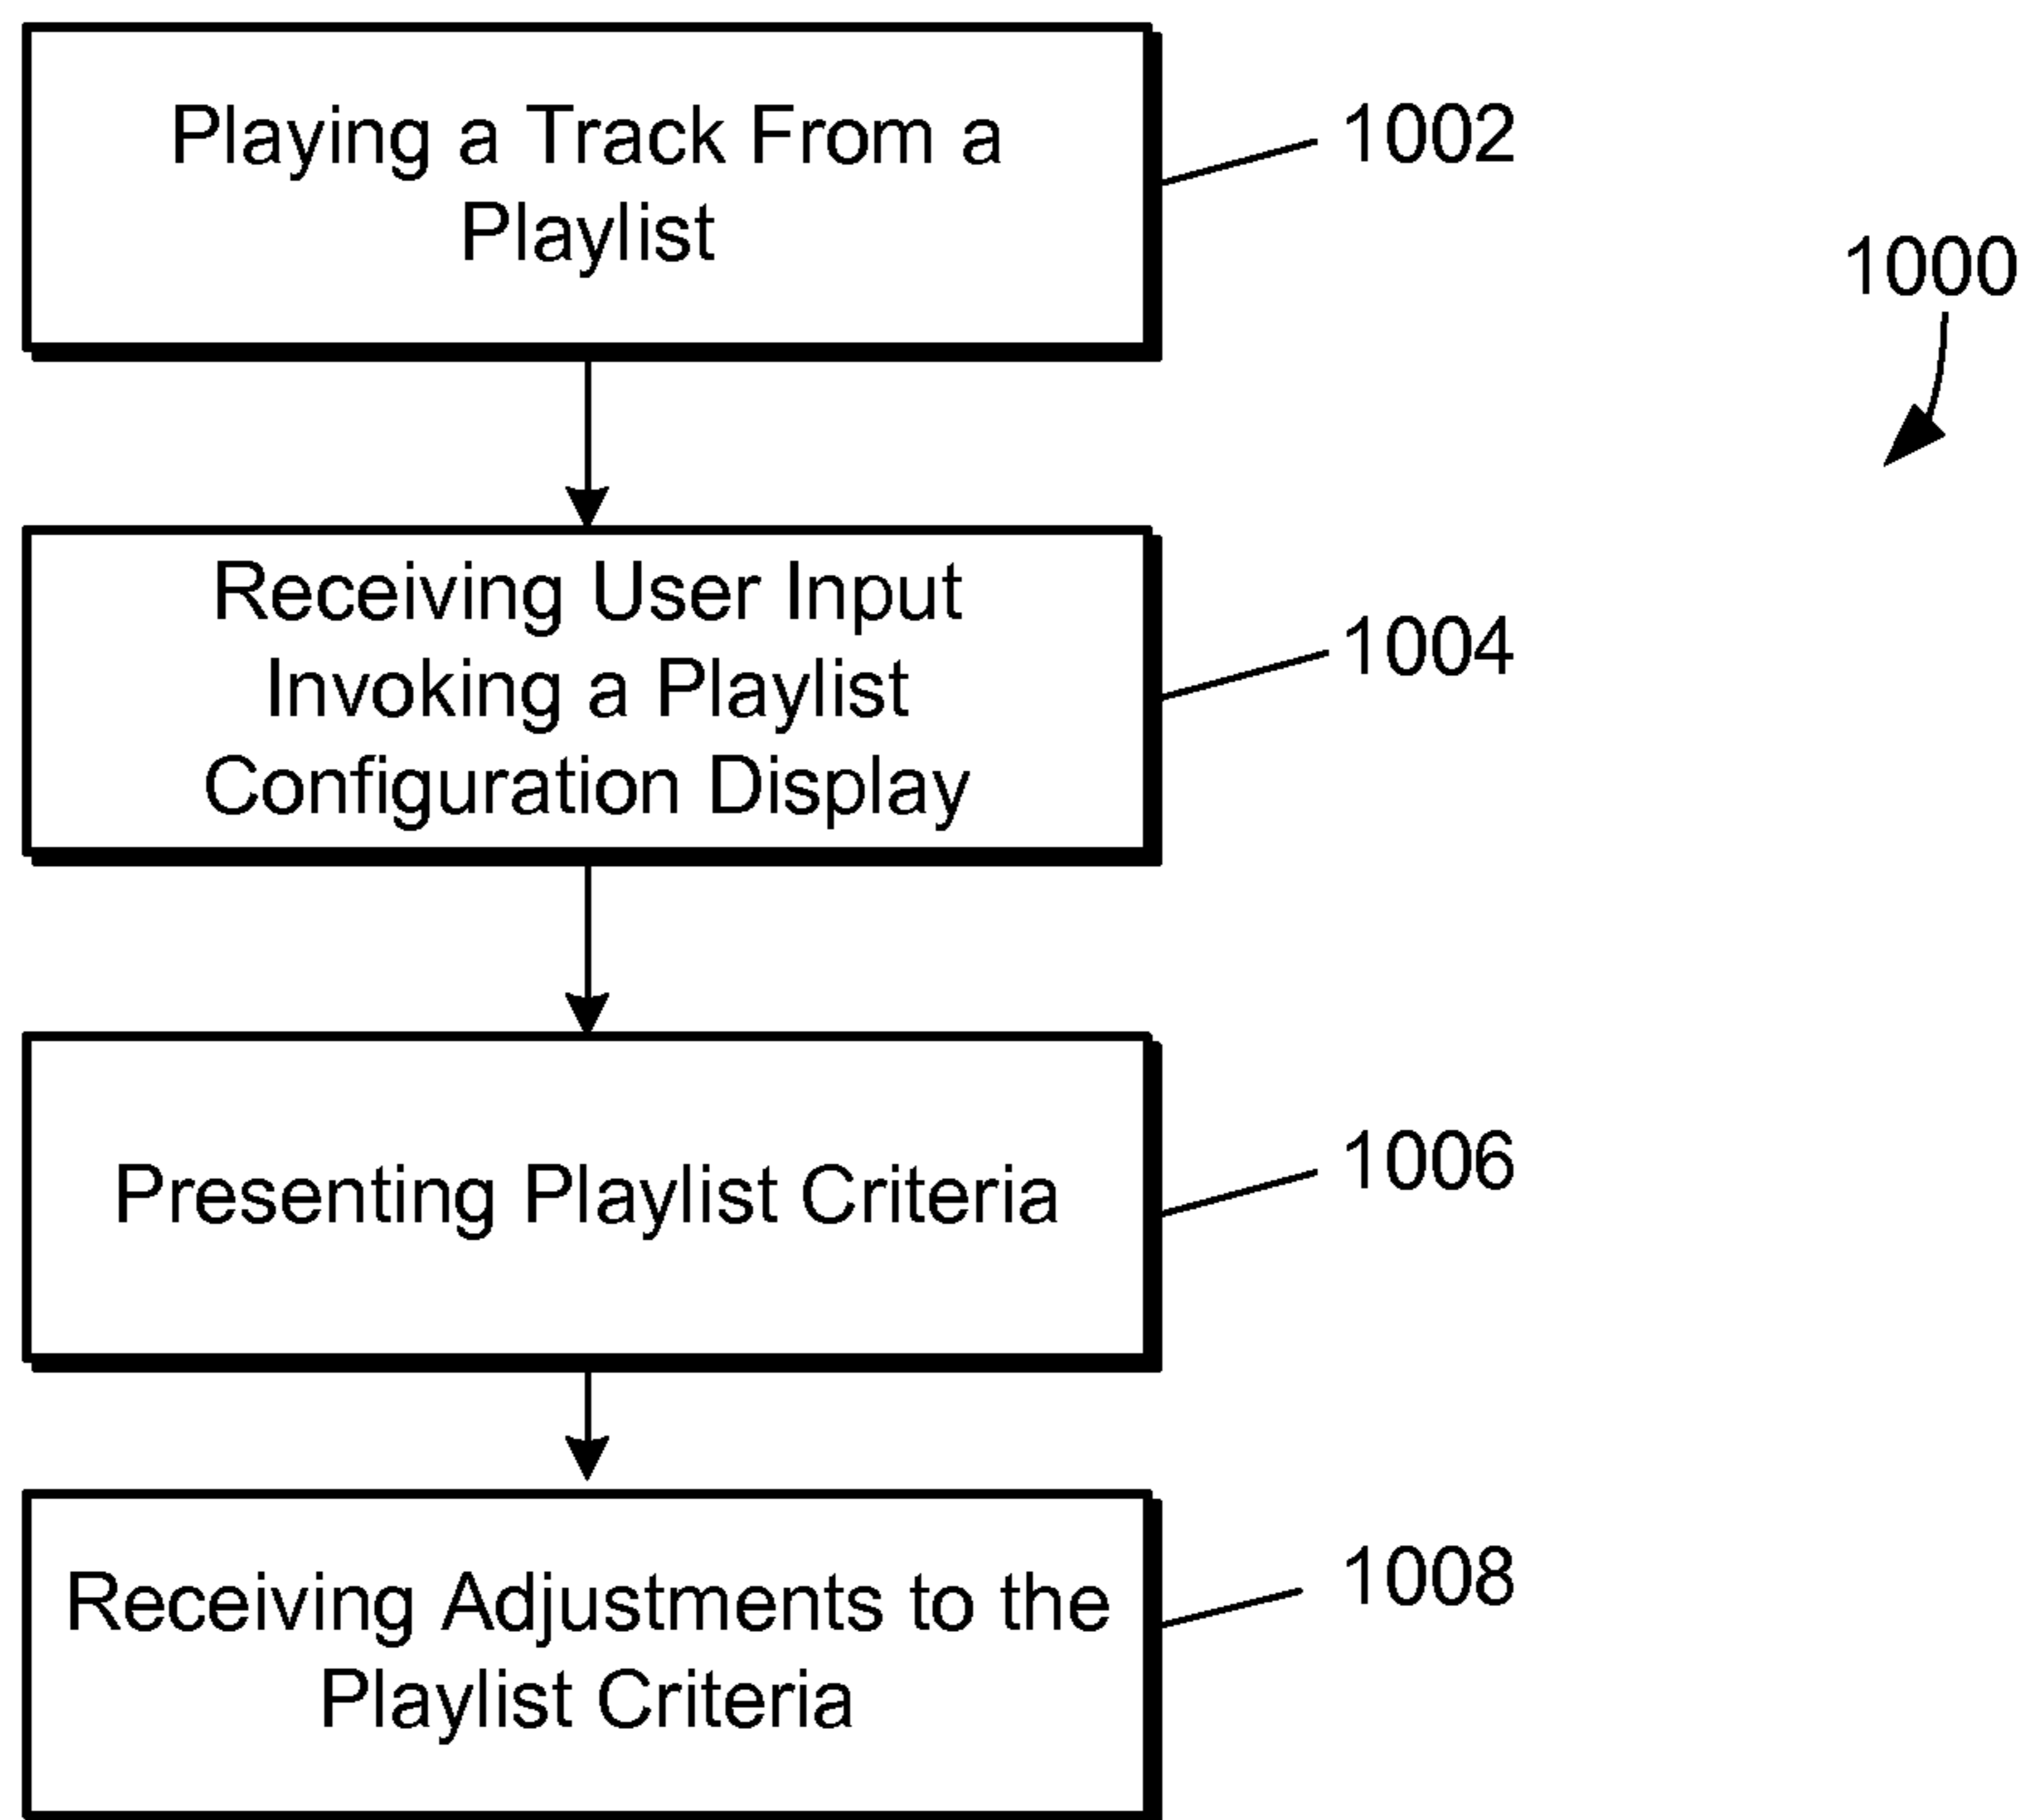 Playing a Track From a
Playlist
1002
1000
Receiving User Input
Invoking a Playlist
Configuration Display
1004
Presenting Playlist Criteria
1006
Receiving Adjustments to the
Playlist Criteria
1008